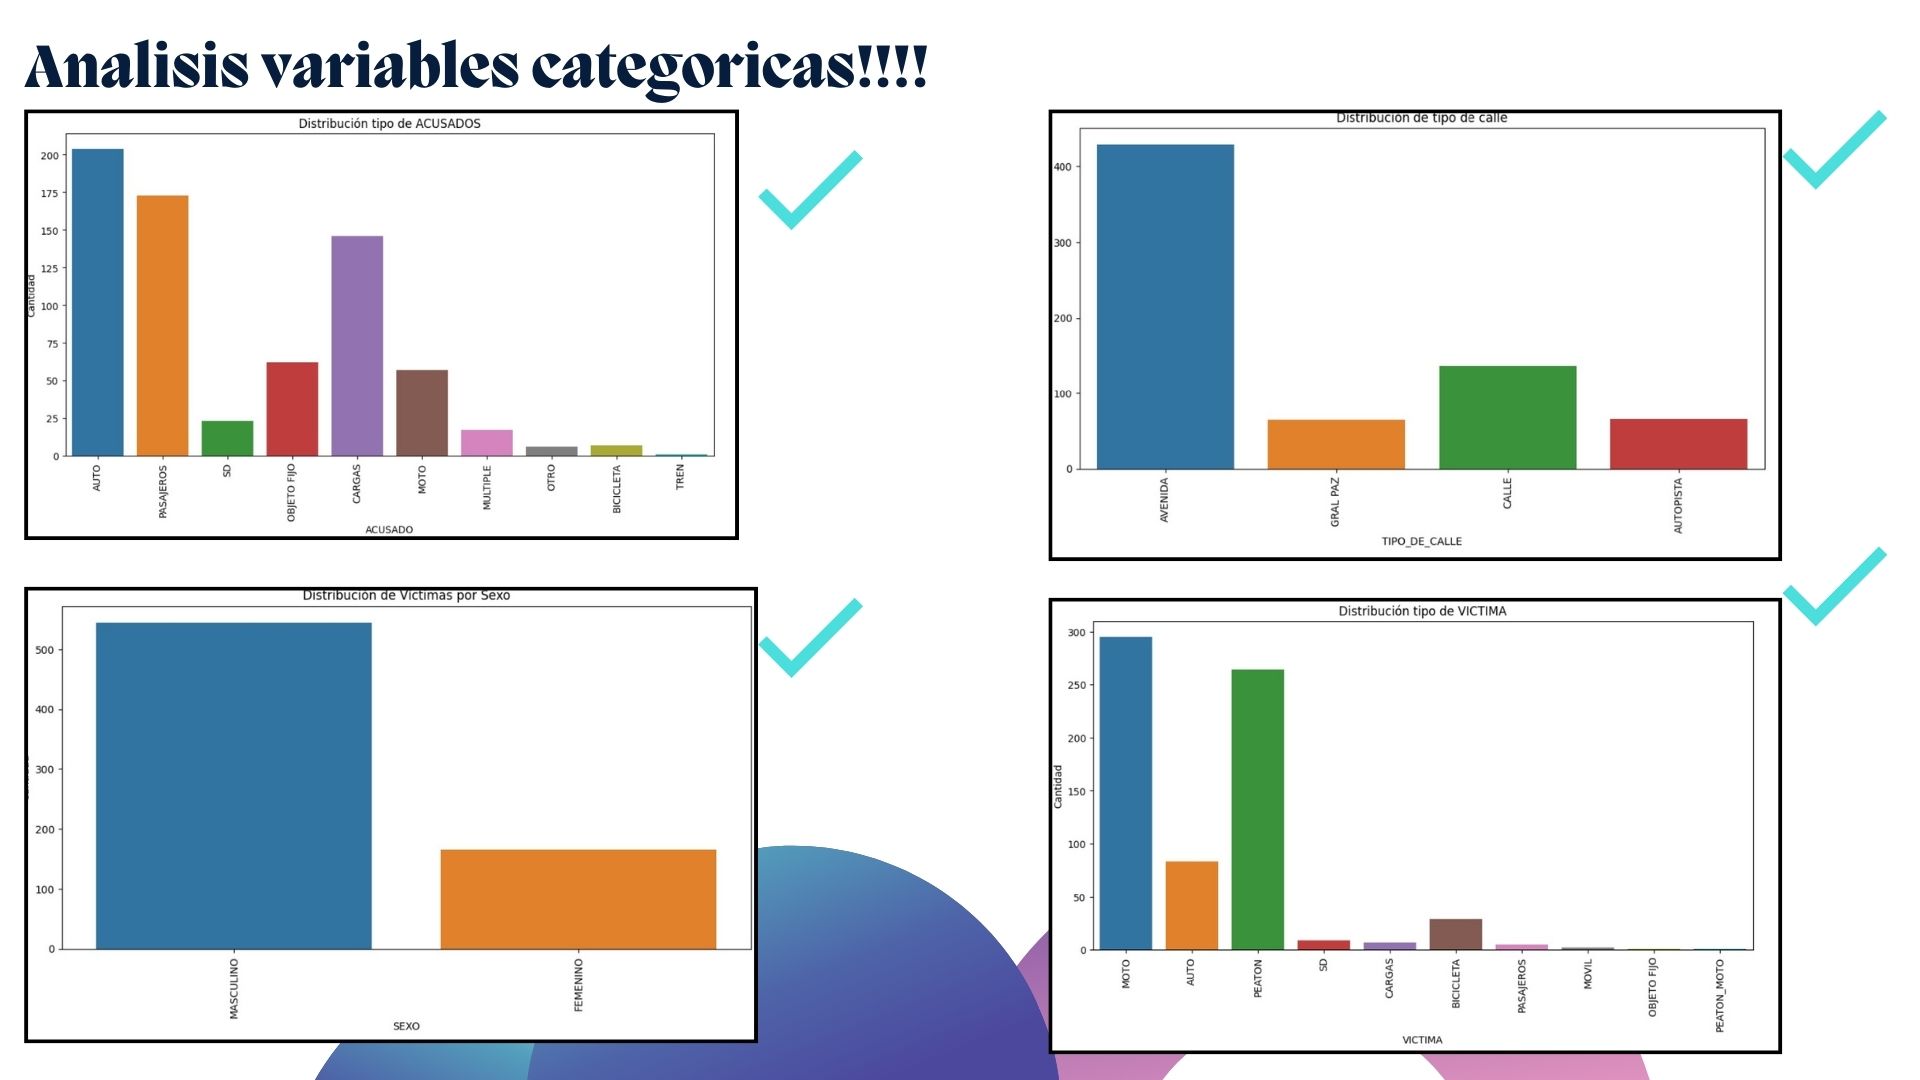 Analisis variables categoricas!!!!
Distribución tipo de ACUSADOS
Cantidad
200
175
150
125
100
75
50
25
0
AUTO
PASAJEROS
SD
OBJETO FIJO
CARGAS
MOTO
MULTIPLE
OTRO
BICICLETA
TREN
ACUSADO
Distribución de tipo de calle
400
300
200
100
0
AVENIDA
GRAL PAZ
CALLE
AUTOPISTA
TIPO_DE_CALLE
Distribución de Víctimas por Sexo
500
400
300
200
100
0
MASCULINO
FEMENINO
SEXO
Distribución tipo de VICTIMA
Cantidad
300
250
200
150
100
50
0
MOTO
AUTO
PEATON
SD
CARGAS
BICICLETA
PASAJEROS
MOVIL
OBJETO FIJO
PEATON_MOTO
VICTIMA